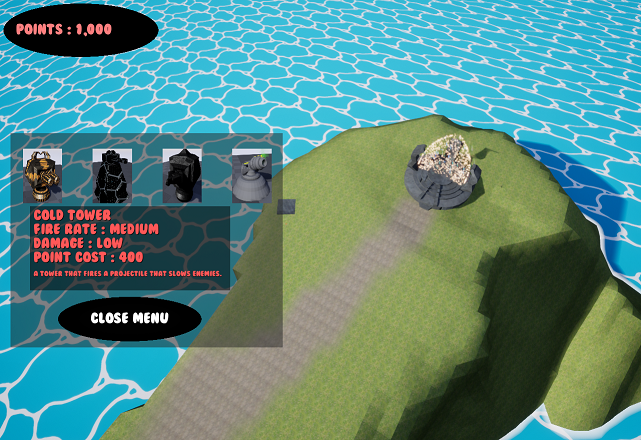 POINTS : 1,000
COLD TOWER
FIRE RATE : MEDIUM
DAMAGE : LOW
POINT COST : 400
A TOWER THAT FIRES A PROJECTILE THAT SLOWS ENEMIES.
CLOSE MENU